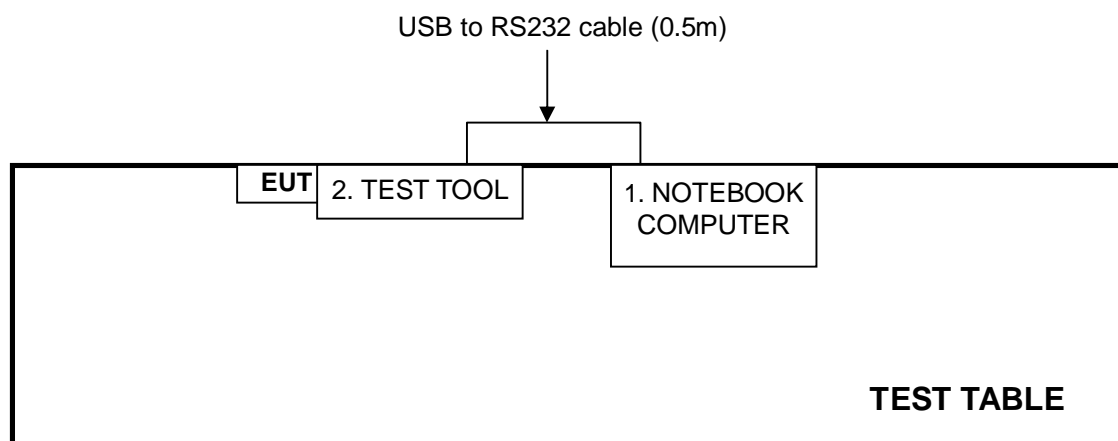 USB to RS232 cable (0.5m)
EUT
2. TEST TOOL
1. NOTEBOOK
COMPUTER
TEST TABLE